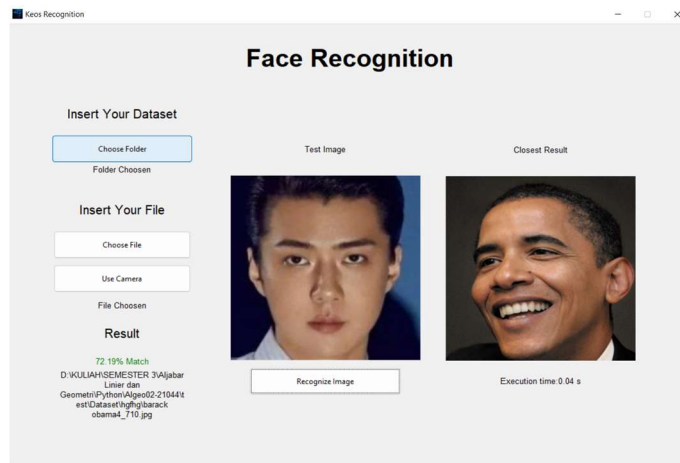 Keos Recognition
Face Recognition
Insert Your Dataset
Choose Folder
Folder Choosen
Insert Your File
Choose File
Use Camera
File Choosen
Result
72.19% Match
D:\KULIAH\SEMESTER 3\Aljabar
Linier dan
Geometri\Python\Algeo02-21044\t
est\Dataset\hgfhg\barack
obama4_710.jpg
Test Image
Recognize Image
Closest Result
Execution time:0.04 s